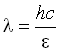 λ = hc/ε